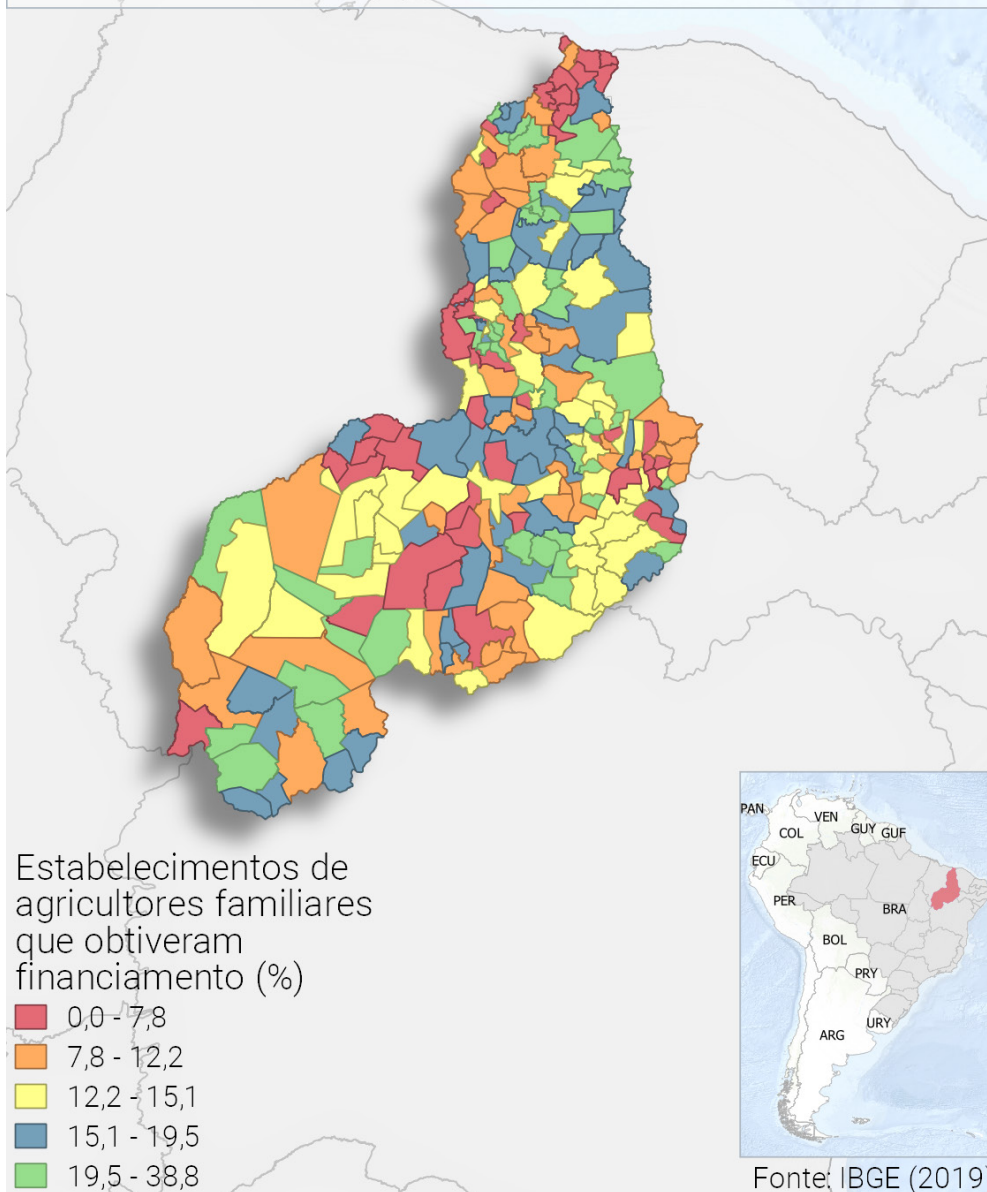 PAN
VEN
GUY
GUF
COL
ECU
PER
BRA
BOL
PRY
ARG
URY
Estabelecimentos de
agricultores familiares
que obtiveram
financiamento (%)
0,0 - 7,8
7,8 - 12,2
12,2 - 15,1
15,1 - 19,5
19,5 - 38,8
Fonte: IBGE (2019)